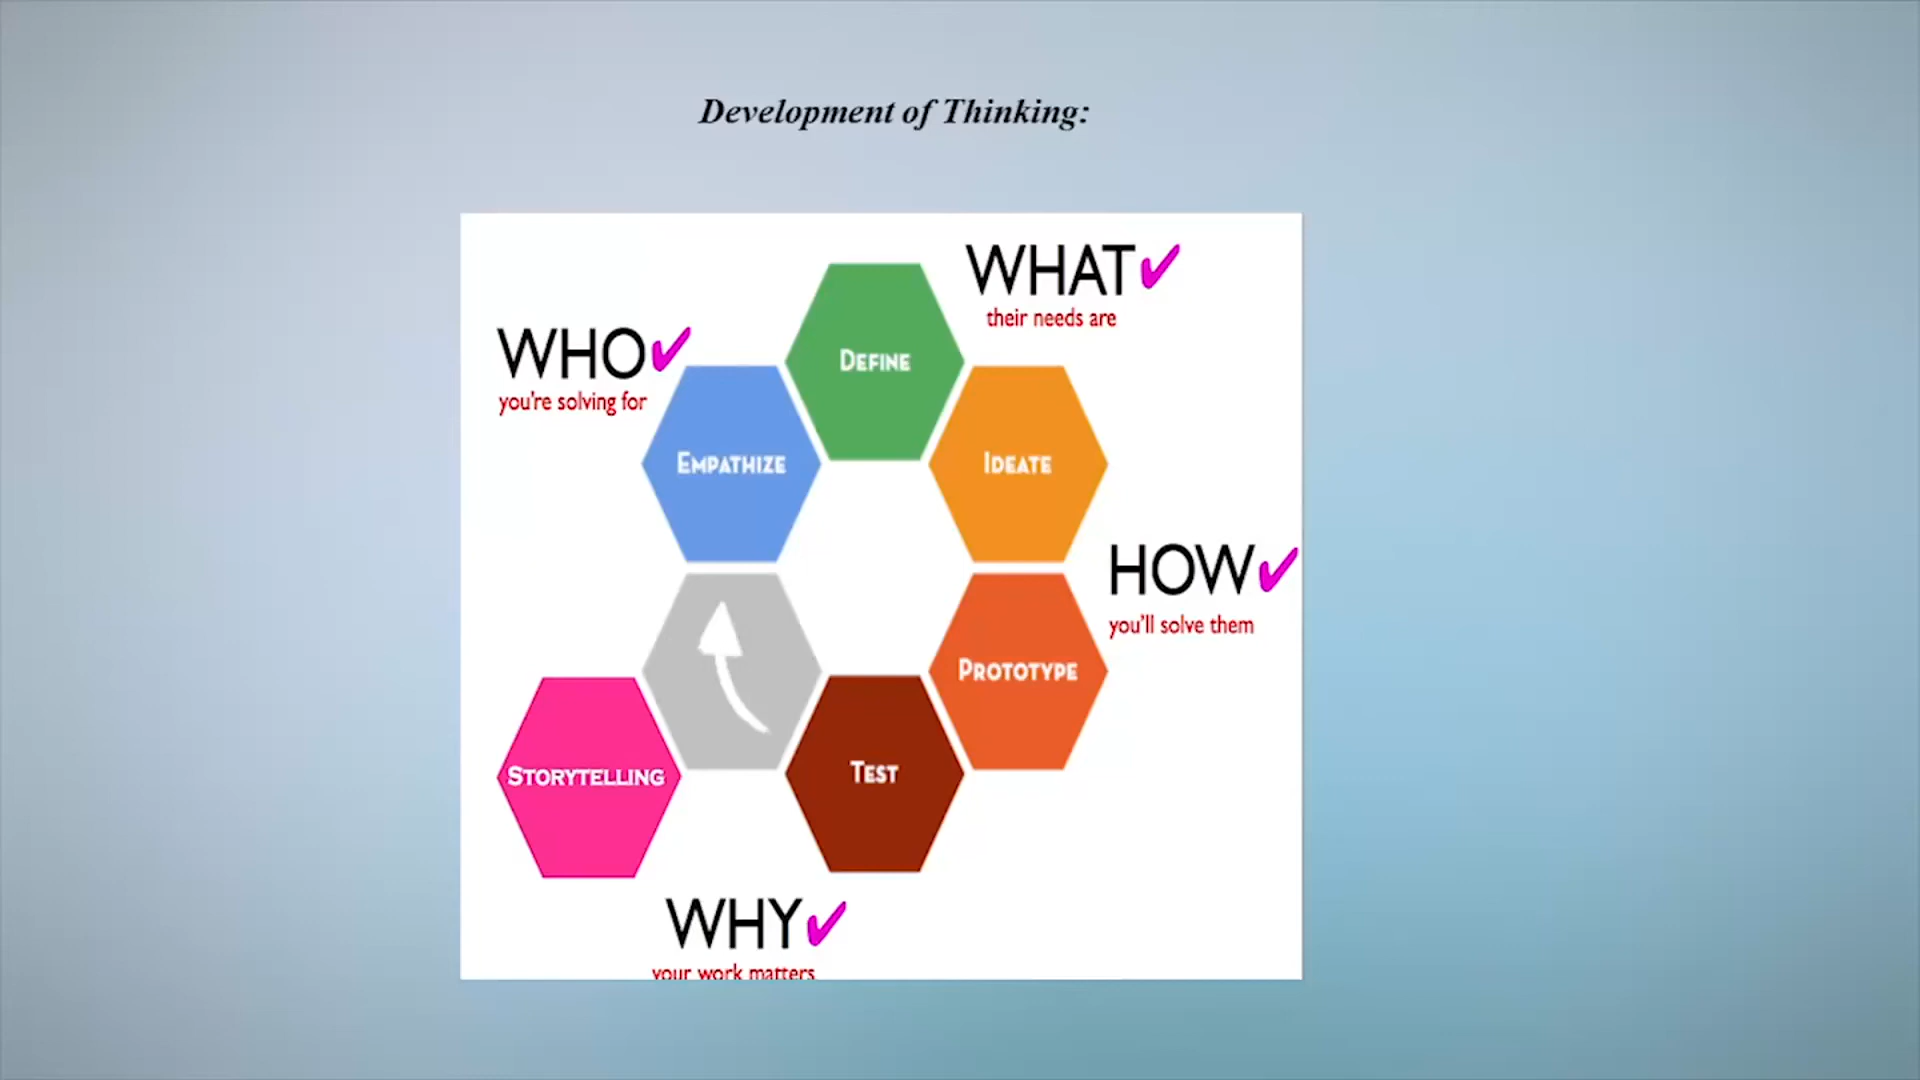 Development of Thinking:
WHAT
their needs are
WHO
you're solving for
DEFINE
EMPATHIZE
IDEATE
HOW
you'll solve them
PROTOTYPE
STORYTELLING
TEST
WHY
your work matters